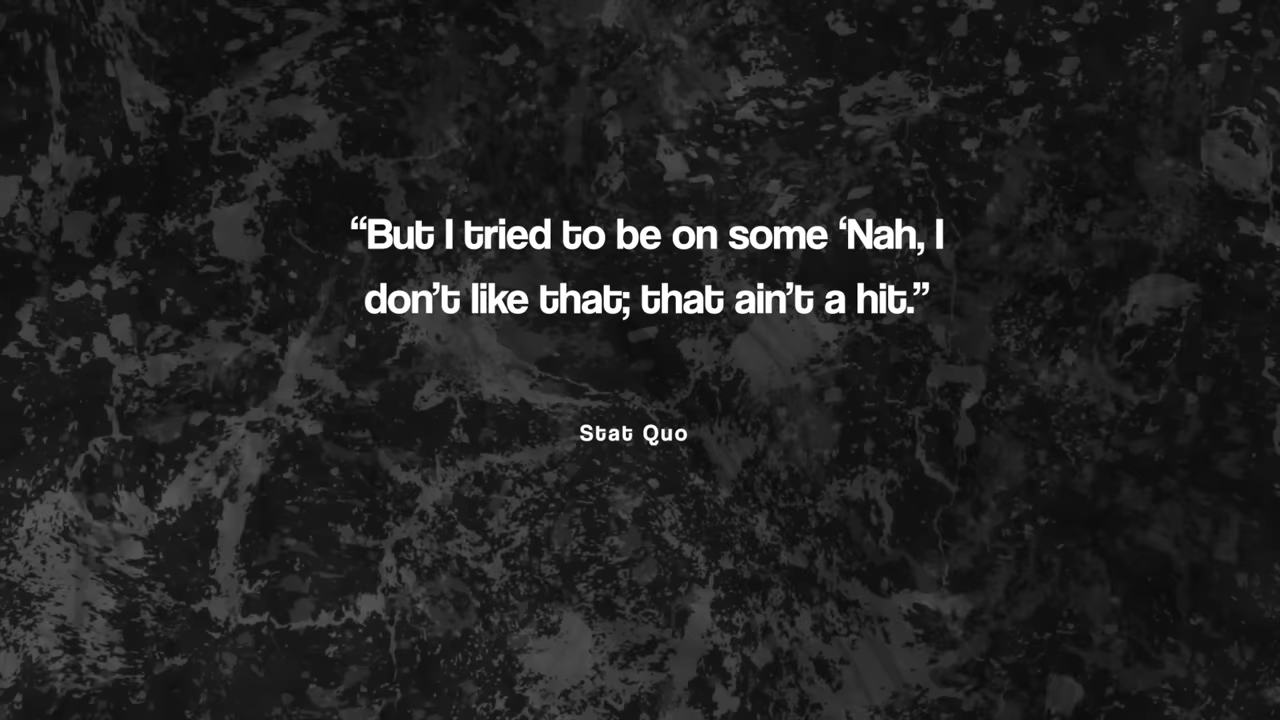 “But I tried to be on some ‘Nah, I
don’t like that; that ain’t a hit.”
Stat Quo